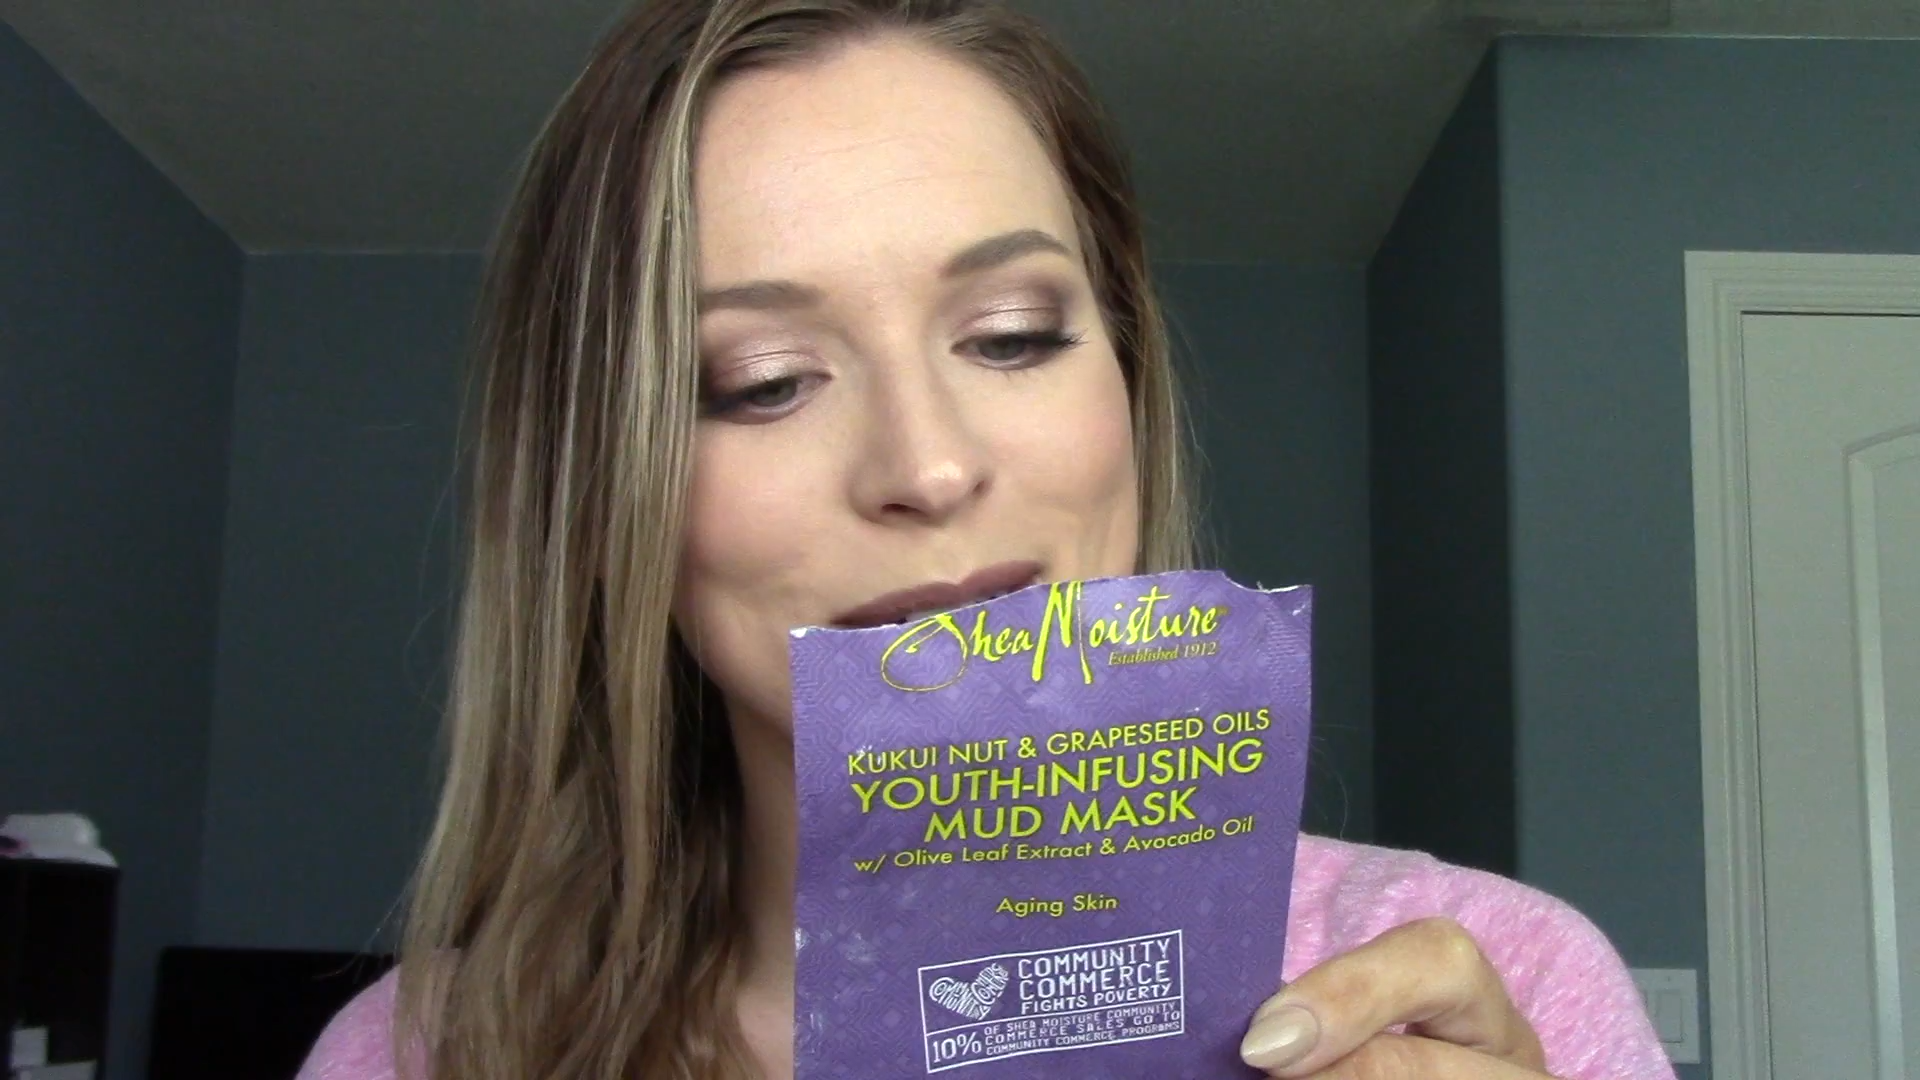 SheaMoisture
Established 1912
KUKUI NUT & GRAPESEED OILS
YOUTH-INFUSING
MUD MASK
w/ Olive Leaf Extract & Avocado Oil
Aging Skin
COMMUNITY
COMMERCE
FIGHTS POVERTY
10% OF SHEA MOISTURE COMMUNITY
COMMERCE SALES GO TO
COMMUNITY COMMERCE PROGRAMS